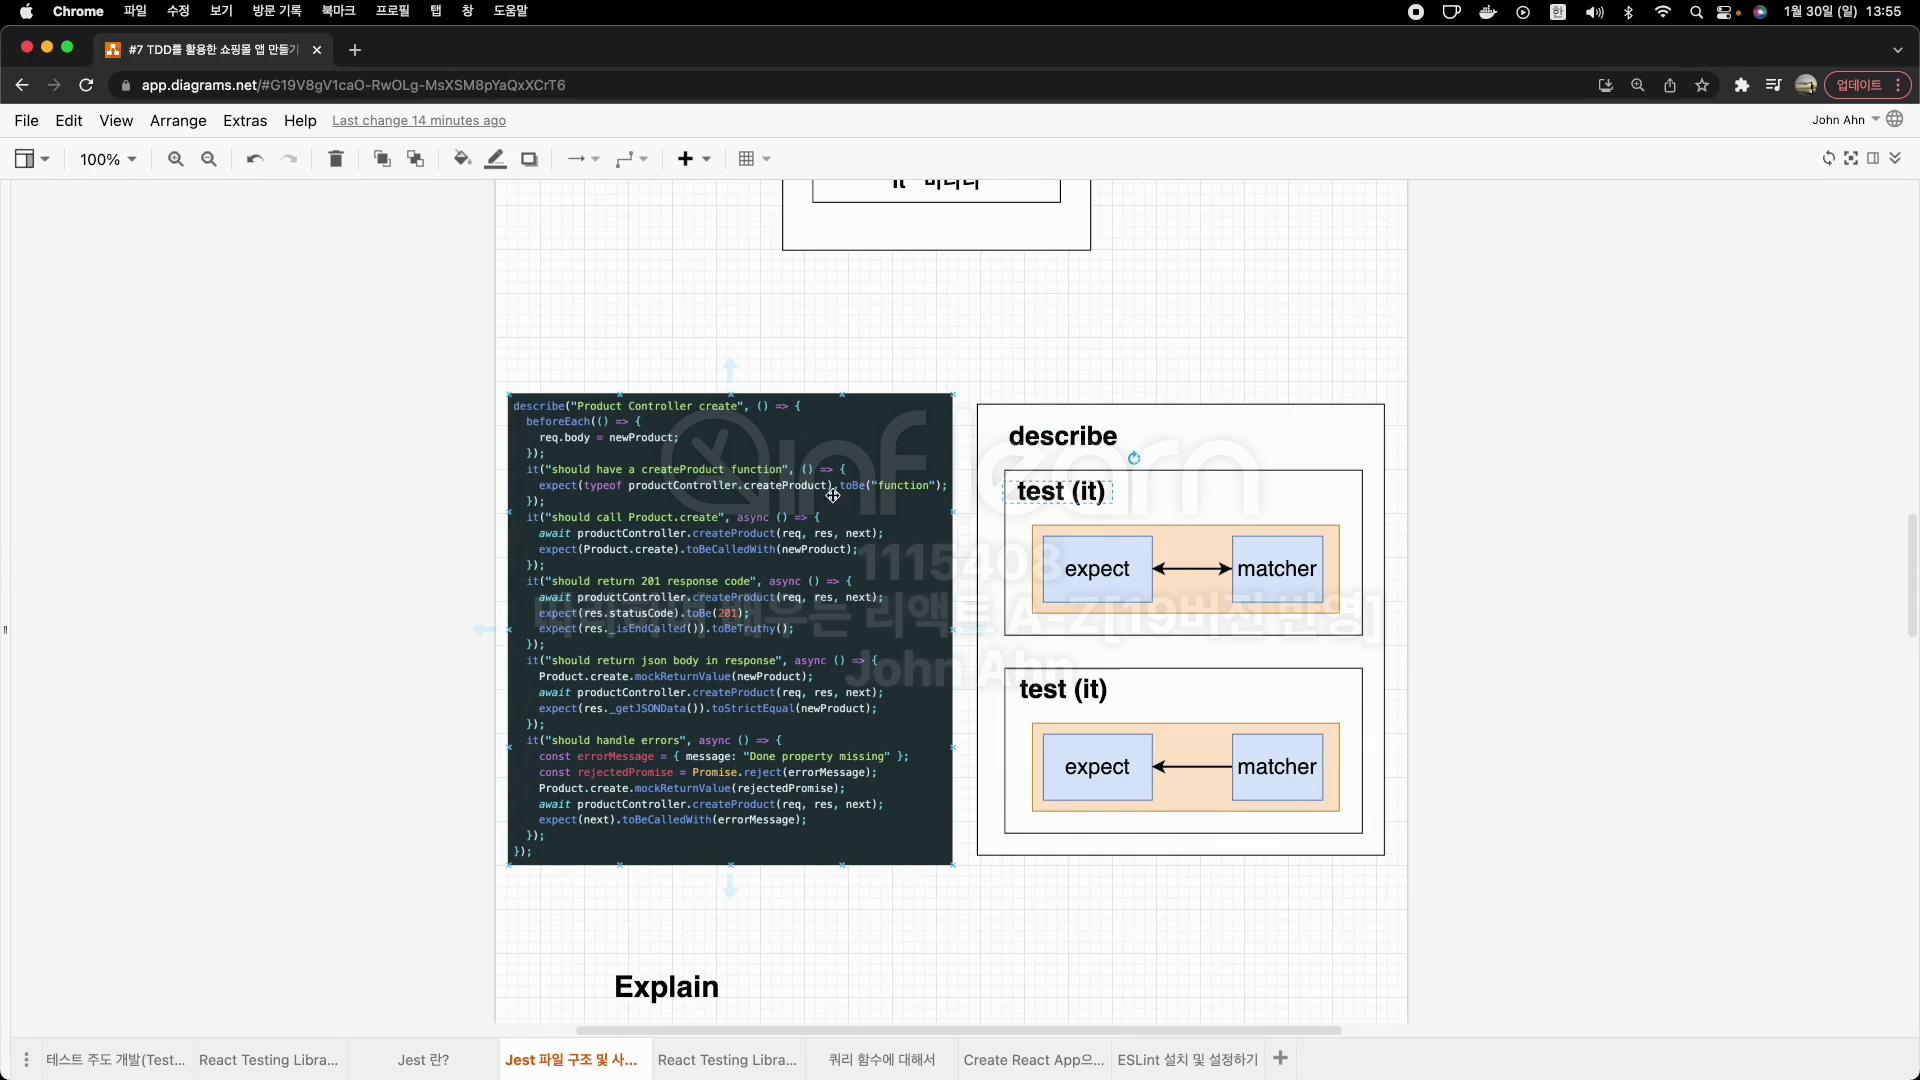 Chrome 파일 수정 보기 방문 기록 북마크 프로필 탭 창 도움말 한 1월 30일 (일) 13:55
#7 TDD를 활용한 쇼핑몰 앱 만들기
app.diagrams.net/#G19V8gV1caO-RwOLg-MsXSM8pYaQxXCrT6 업데이트
File Edit View Arrange Extras Help Last change 14 minutes ago John Ahn
100%
describe("Product Controller create", () => {
beforeEach(() => {
req.body = newProduct;
});
it("should have a createProduct function", () => {
expect(typeof productController.createProduct).toBe("function");
});
it("should call Product.create", async () => {
await productController.createProduct(req, res, next);
expect(Product.create).toBeCalledWith(newProduct);
});
it("should return 201 response code", async () => {
await productController.createProduct(req, res, next);
expect(res.statusCode).toBe(201);
expect(res._isEndCalled()).toBeTruthy();
});
it("should return json body in response", async () => {
Product.create.mockReturnValue(newProduct);
await productController.createProduct(req, res, next);
expect(res._getJSONData()).toStrictEqual(newProduct);
});
it("should handle errors", async () => {
const errorMessage = { message: "Done property missing" };
const rejectedPromise = Promise.reject(errorMessage);
Product.create.mockReturnValue(rejectedPromise);
await productController.createProduct(req, res, next);
expect(next).toBeCalledWith(errorMessage);
});
});
describe
test (it)
expect matcher
test (it)
expect matcher
inflearn
1115403
따라하며 배우는 리액트 A-Z[19버전 반영]
John Ahn
Explain
테스트 주도 개발(Test... React Testing Libra... Jest 란? Jest 파일 구조 및 사... React Testing Libra... 쿼리 함수에 대해서 Create React App으... ESLint 설치 및 설정하기